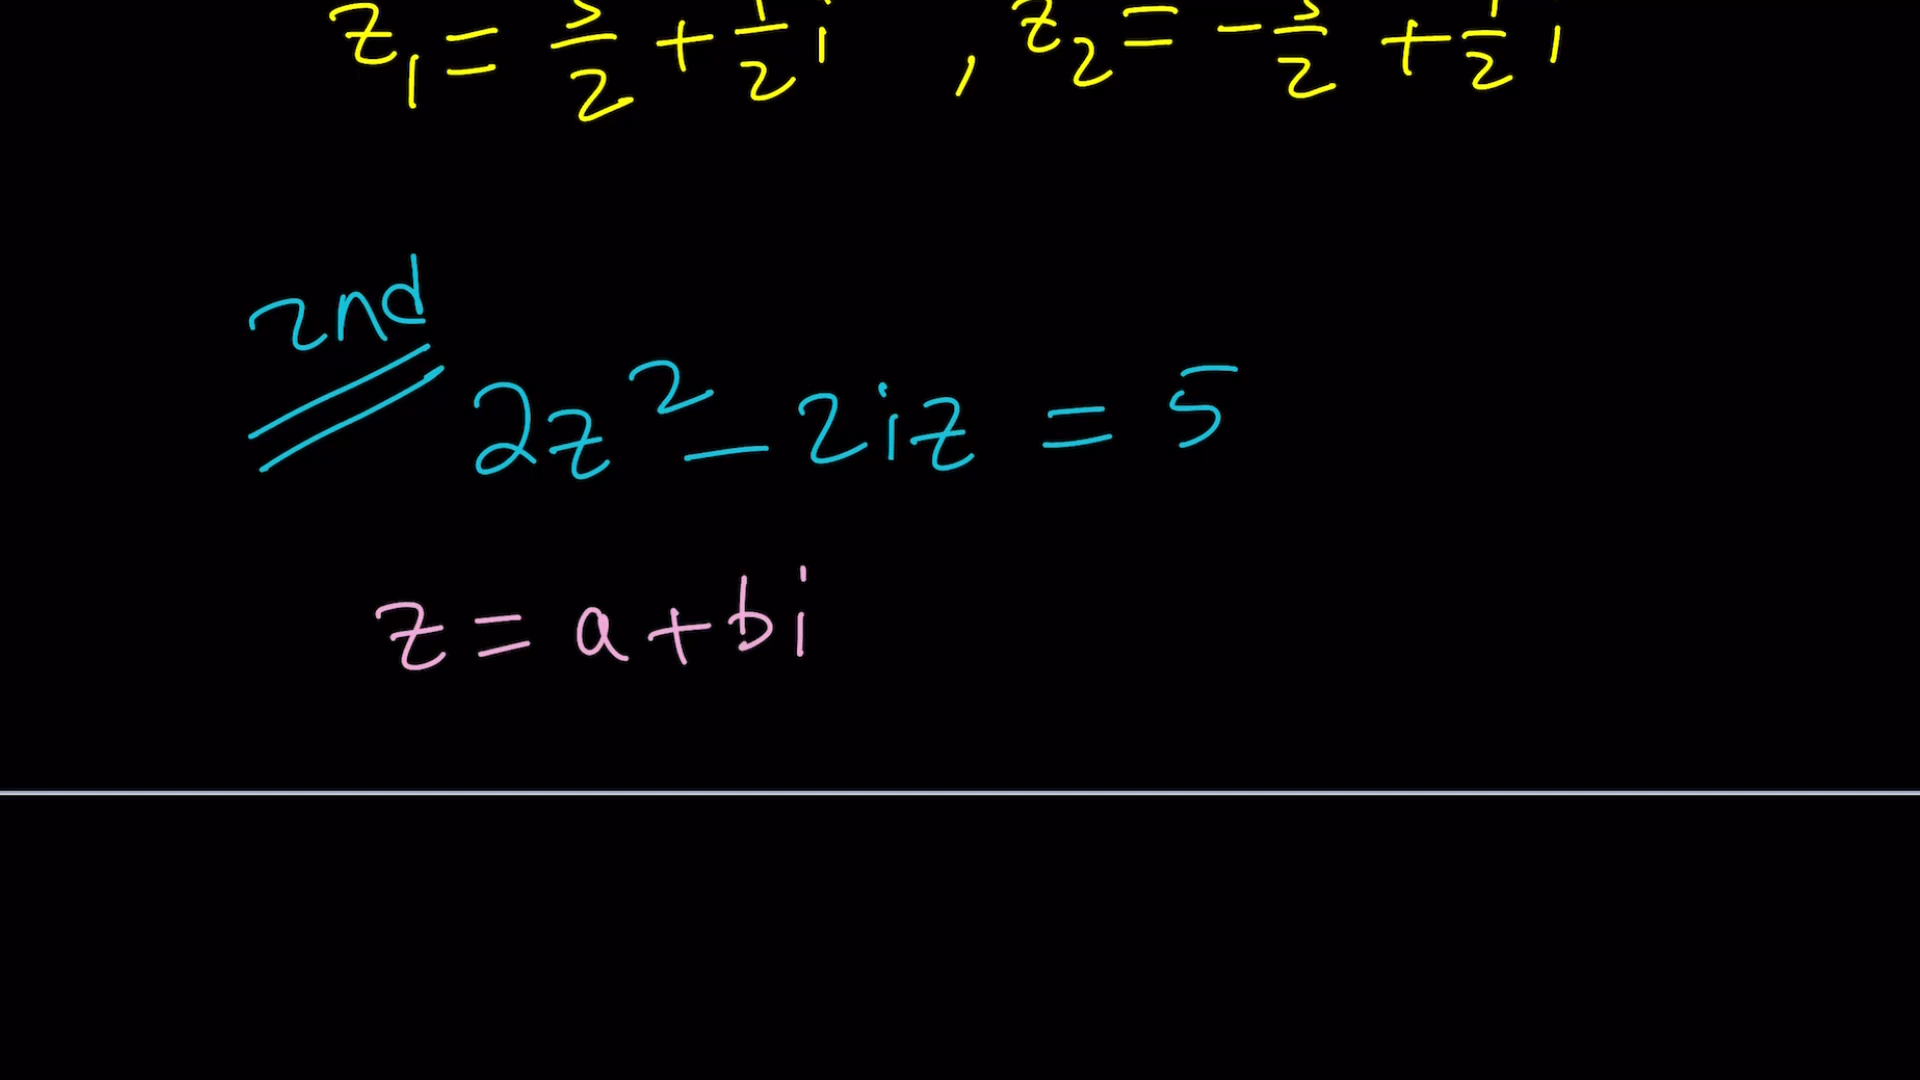 z₁ = 3/2 + 1/2 i , z₂ = -3/2 + 1/2 i
2nd
2z² - 2iz = 5
z = a + bi